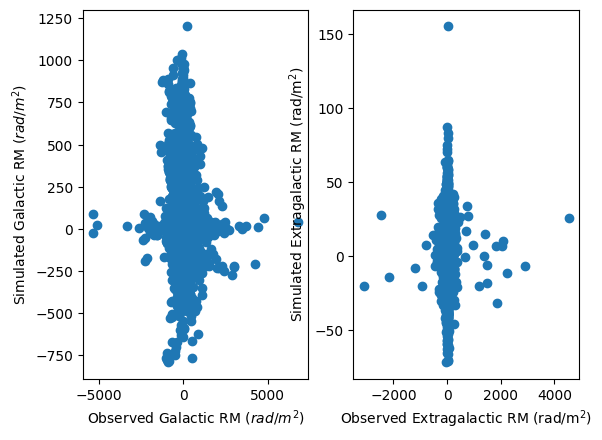 1250
1000
750
500
250
0
−250
−500
−750
−5000 0 5000
Simulated Galactic RM (rad/m²)
Observed Galactic RM (rad/m²)
150
100
50
0
−50
−2000 0 2000 4000
Simulated Extragalactic RM (rad/m²)
Observed Extragalactic RM (rad/m²)